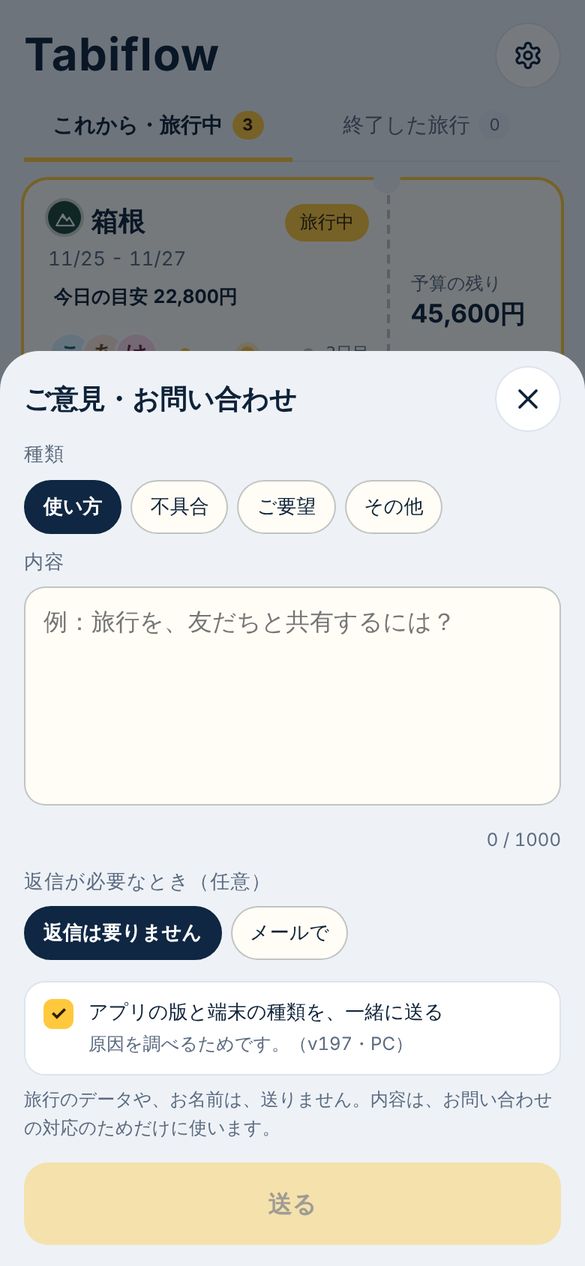 Tabiflow
これから・旅行中 3
終了した旅行 0
箱根
旅行中
11/25 - 11/27
今日の目安 22,800円
予算の残り
45,600円
ご意見・お問い合わせ
種類
使い方
不具合
ご要望
その他
内容
例：旅行を、友だちと共有するには？
0 / 1000
返信が必要なとき（任意）
返信は要りません
メールで
アプリの版と端末の種類を、一緒に送る
原因を調べるためです。（v197・PC）
旅行のデータや、お名前は、送りません。内容は、お問い合わせ
の対応のためだけに使います。
送る